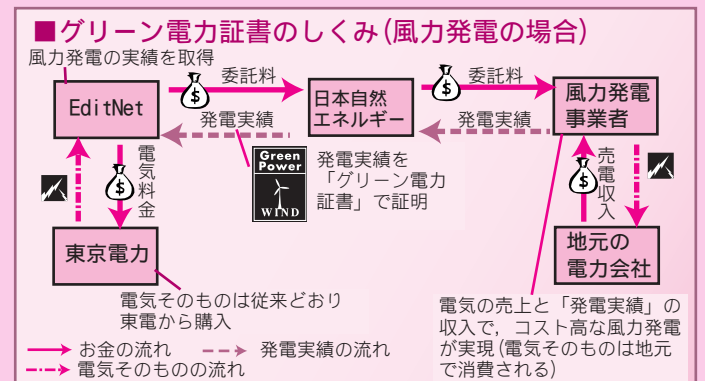 ■グリーン電力証書のしくみ(風力発電の場合)
風力発電の実績を取得
EditNet
$
委託料
日本自然
エネルギー
$
委託料
風力発電
事業者
発電実績
発電実績
Green
Power
WIND
発電実績を
「グリーン電力
証書」で証明
電気料金
$
$
売電収入
東京電力
地元の
電力会社
電気そのものは従来どおり
東電から購入
電気の売上と「発電実績」の
収入で，コスト高な風力発電
が実現(電気そのものは地元
で消費される)
お金の流れ
発電実績の流れ
電気そのものの流れ